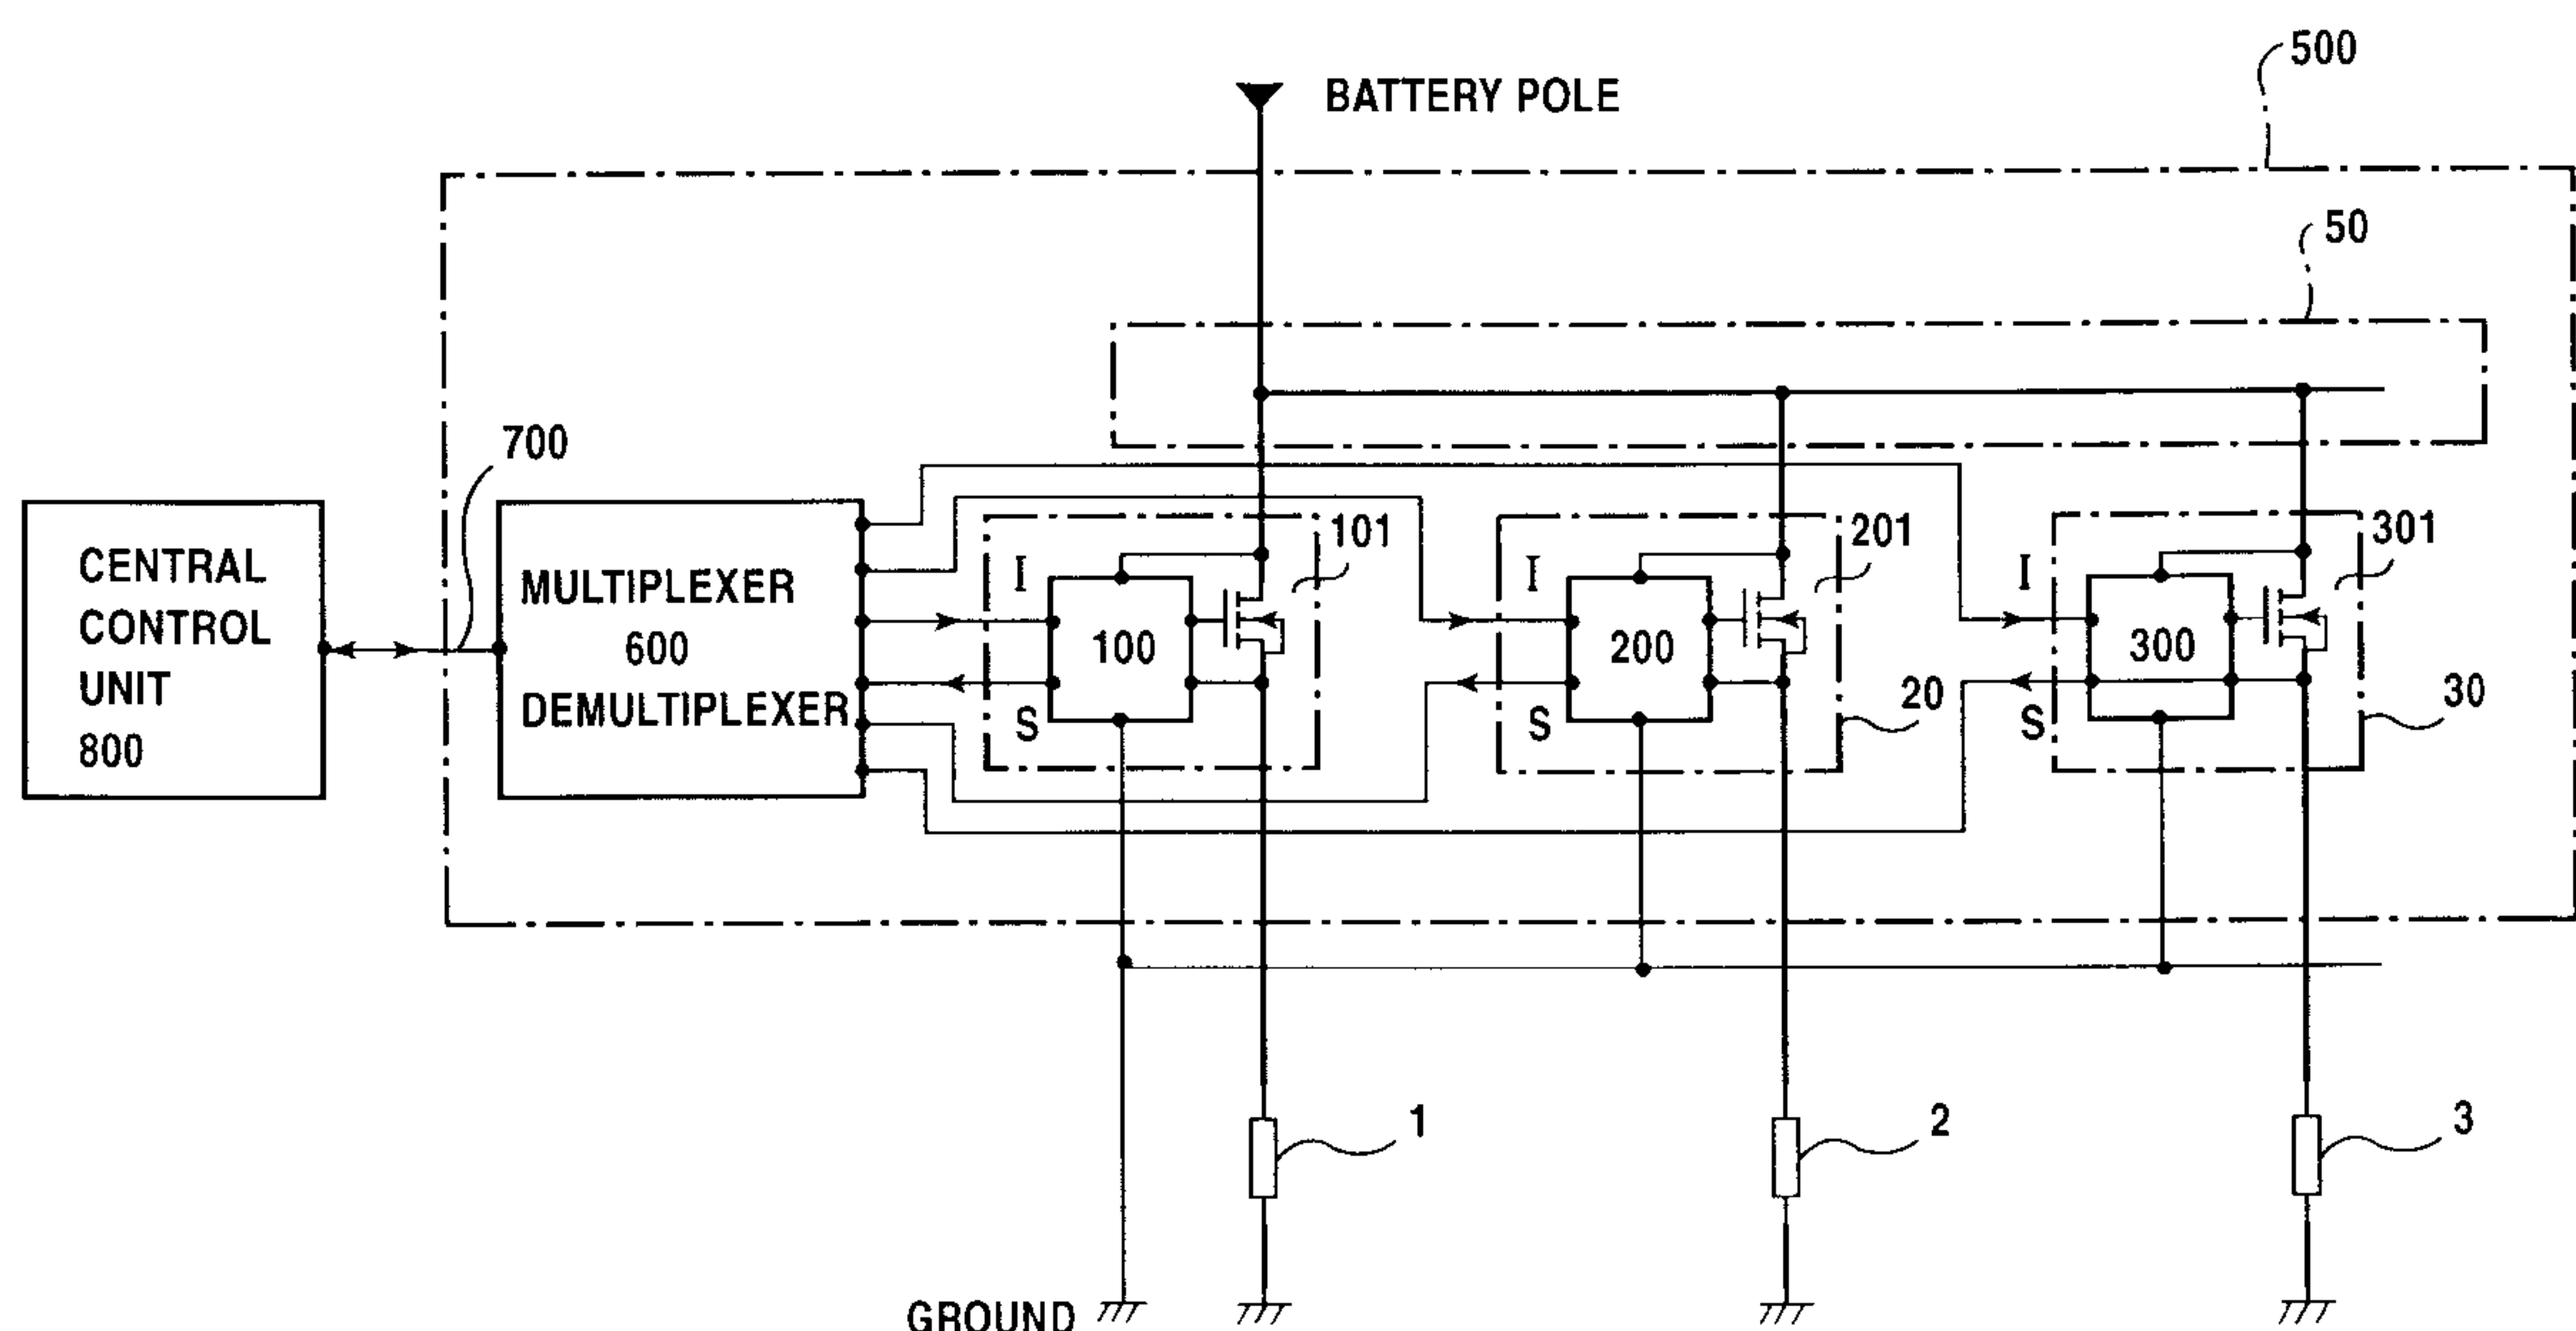 500
BATTERY POLE
50
700
CENTRAL
CONTROL
UNIT
800
MULTIPLEXER
600
DEMULTIPLEXER
I
100
S
101
I
200
S
201
20
I
300
S
301
30
1
2
3
GROUND